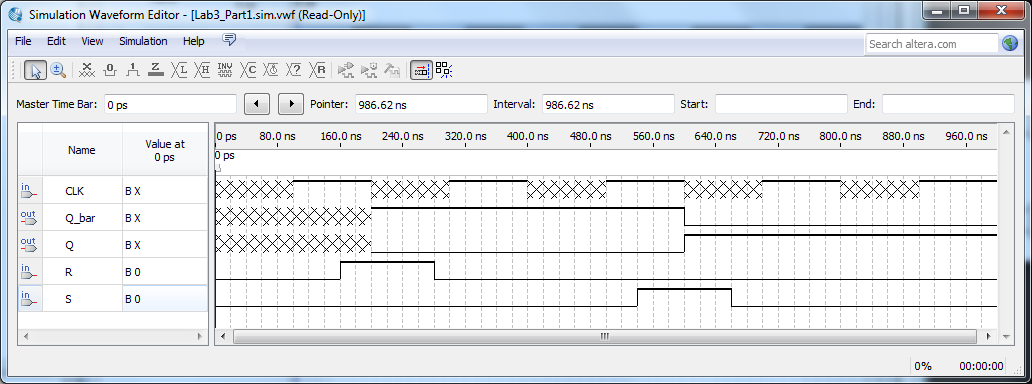 Simulation Waveform Editor - [Lab3_Part1.sim.vwf (Read-Only)]
File Edit View Simulation Help
Search altera.com
Master Time Bar: 0 ps Pointer: 986.62 ns Interval: 986.62 ns Start: End:
Name Value at 0 ps
0 ps 80.0 ns 160.0 ns 240.0 ns 320.0 ns 400.0 ns 480.0 ns 560.0 ns 640.0 ns 720.0 ns 800.0 ns 880.0 ns 960.0 ns
0 ps
in CLK B X
out Q_bar B X
out Q B X
in R B 0
in S B 0
0% 00:00:00